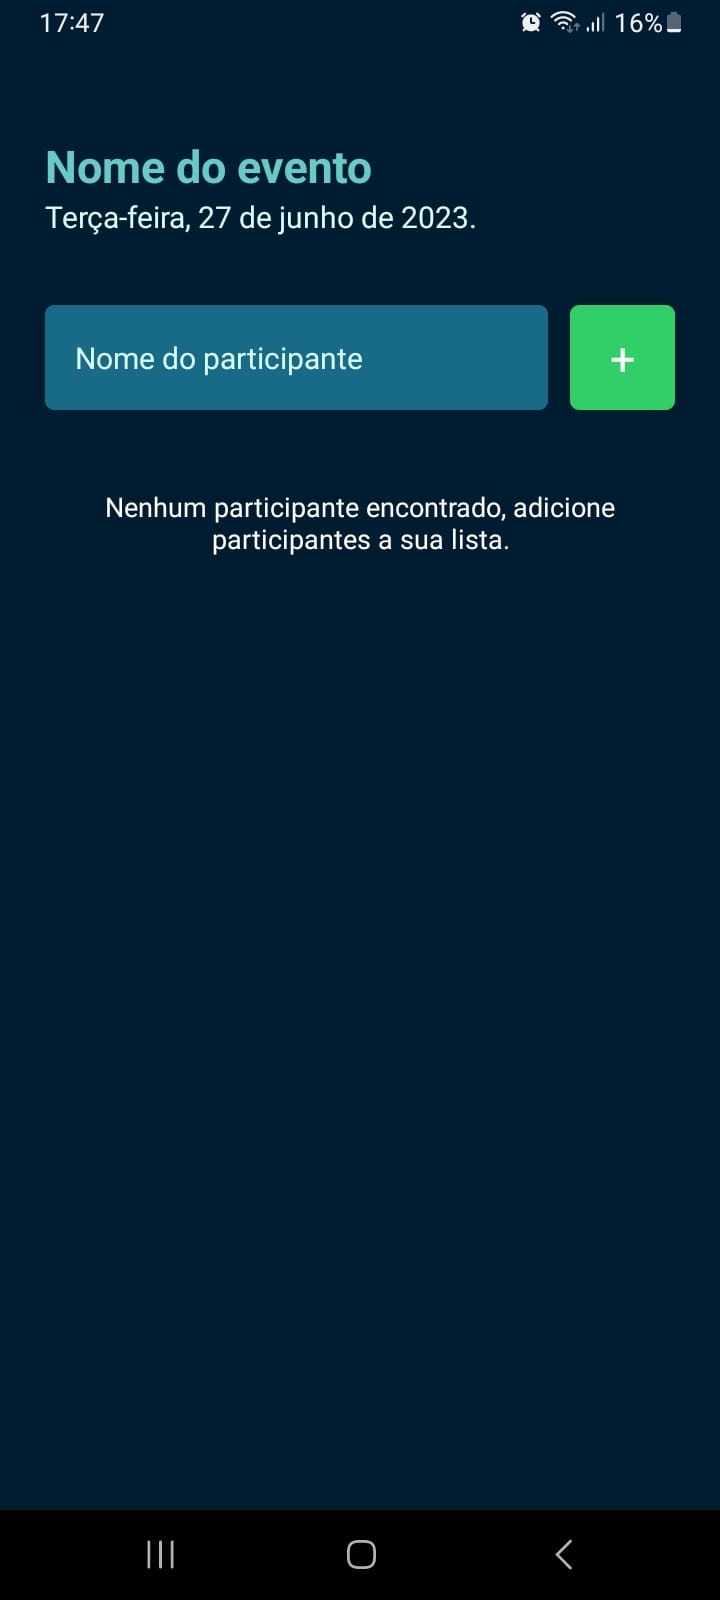 17:47
16%
Nome do evento
Terça-feira, 27 de junho de 2023.
Nome do participante
+
Nenhum participante encontrado, adicione
participantes a sua lista.